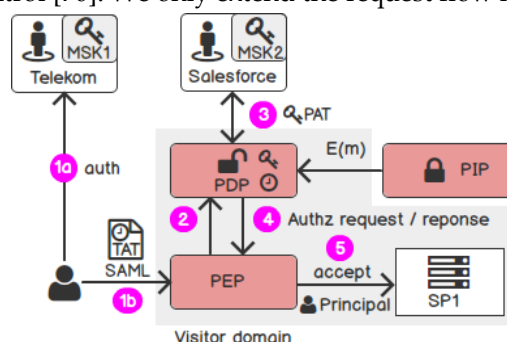 MSK1
Telekom
MSK2
Salesforce
3 PAT
1a auth
E(m)
PDP
PIP
TAT
SAML
2
4 Authz request / reponse
5
accept
1b
PEP
Principal
SP1
Visitor domain